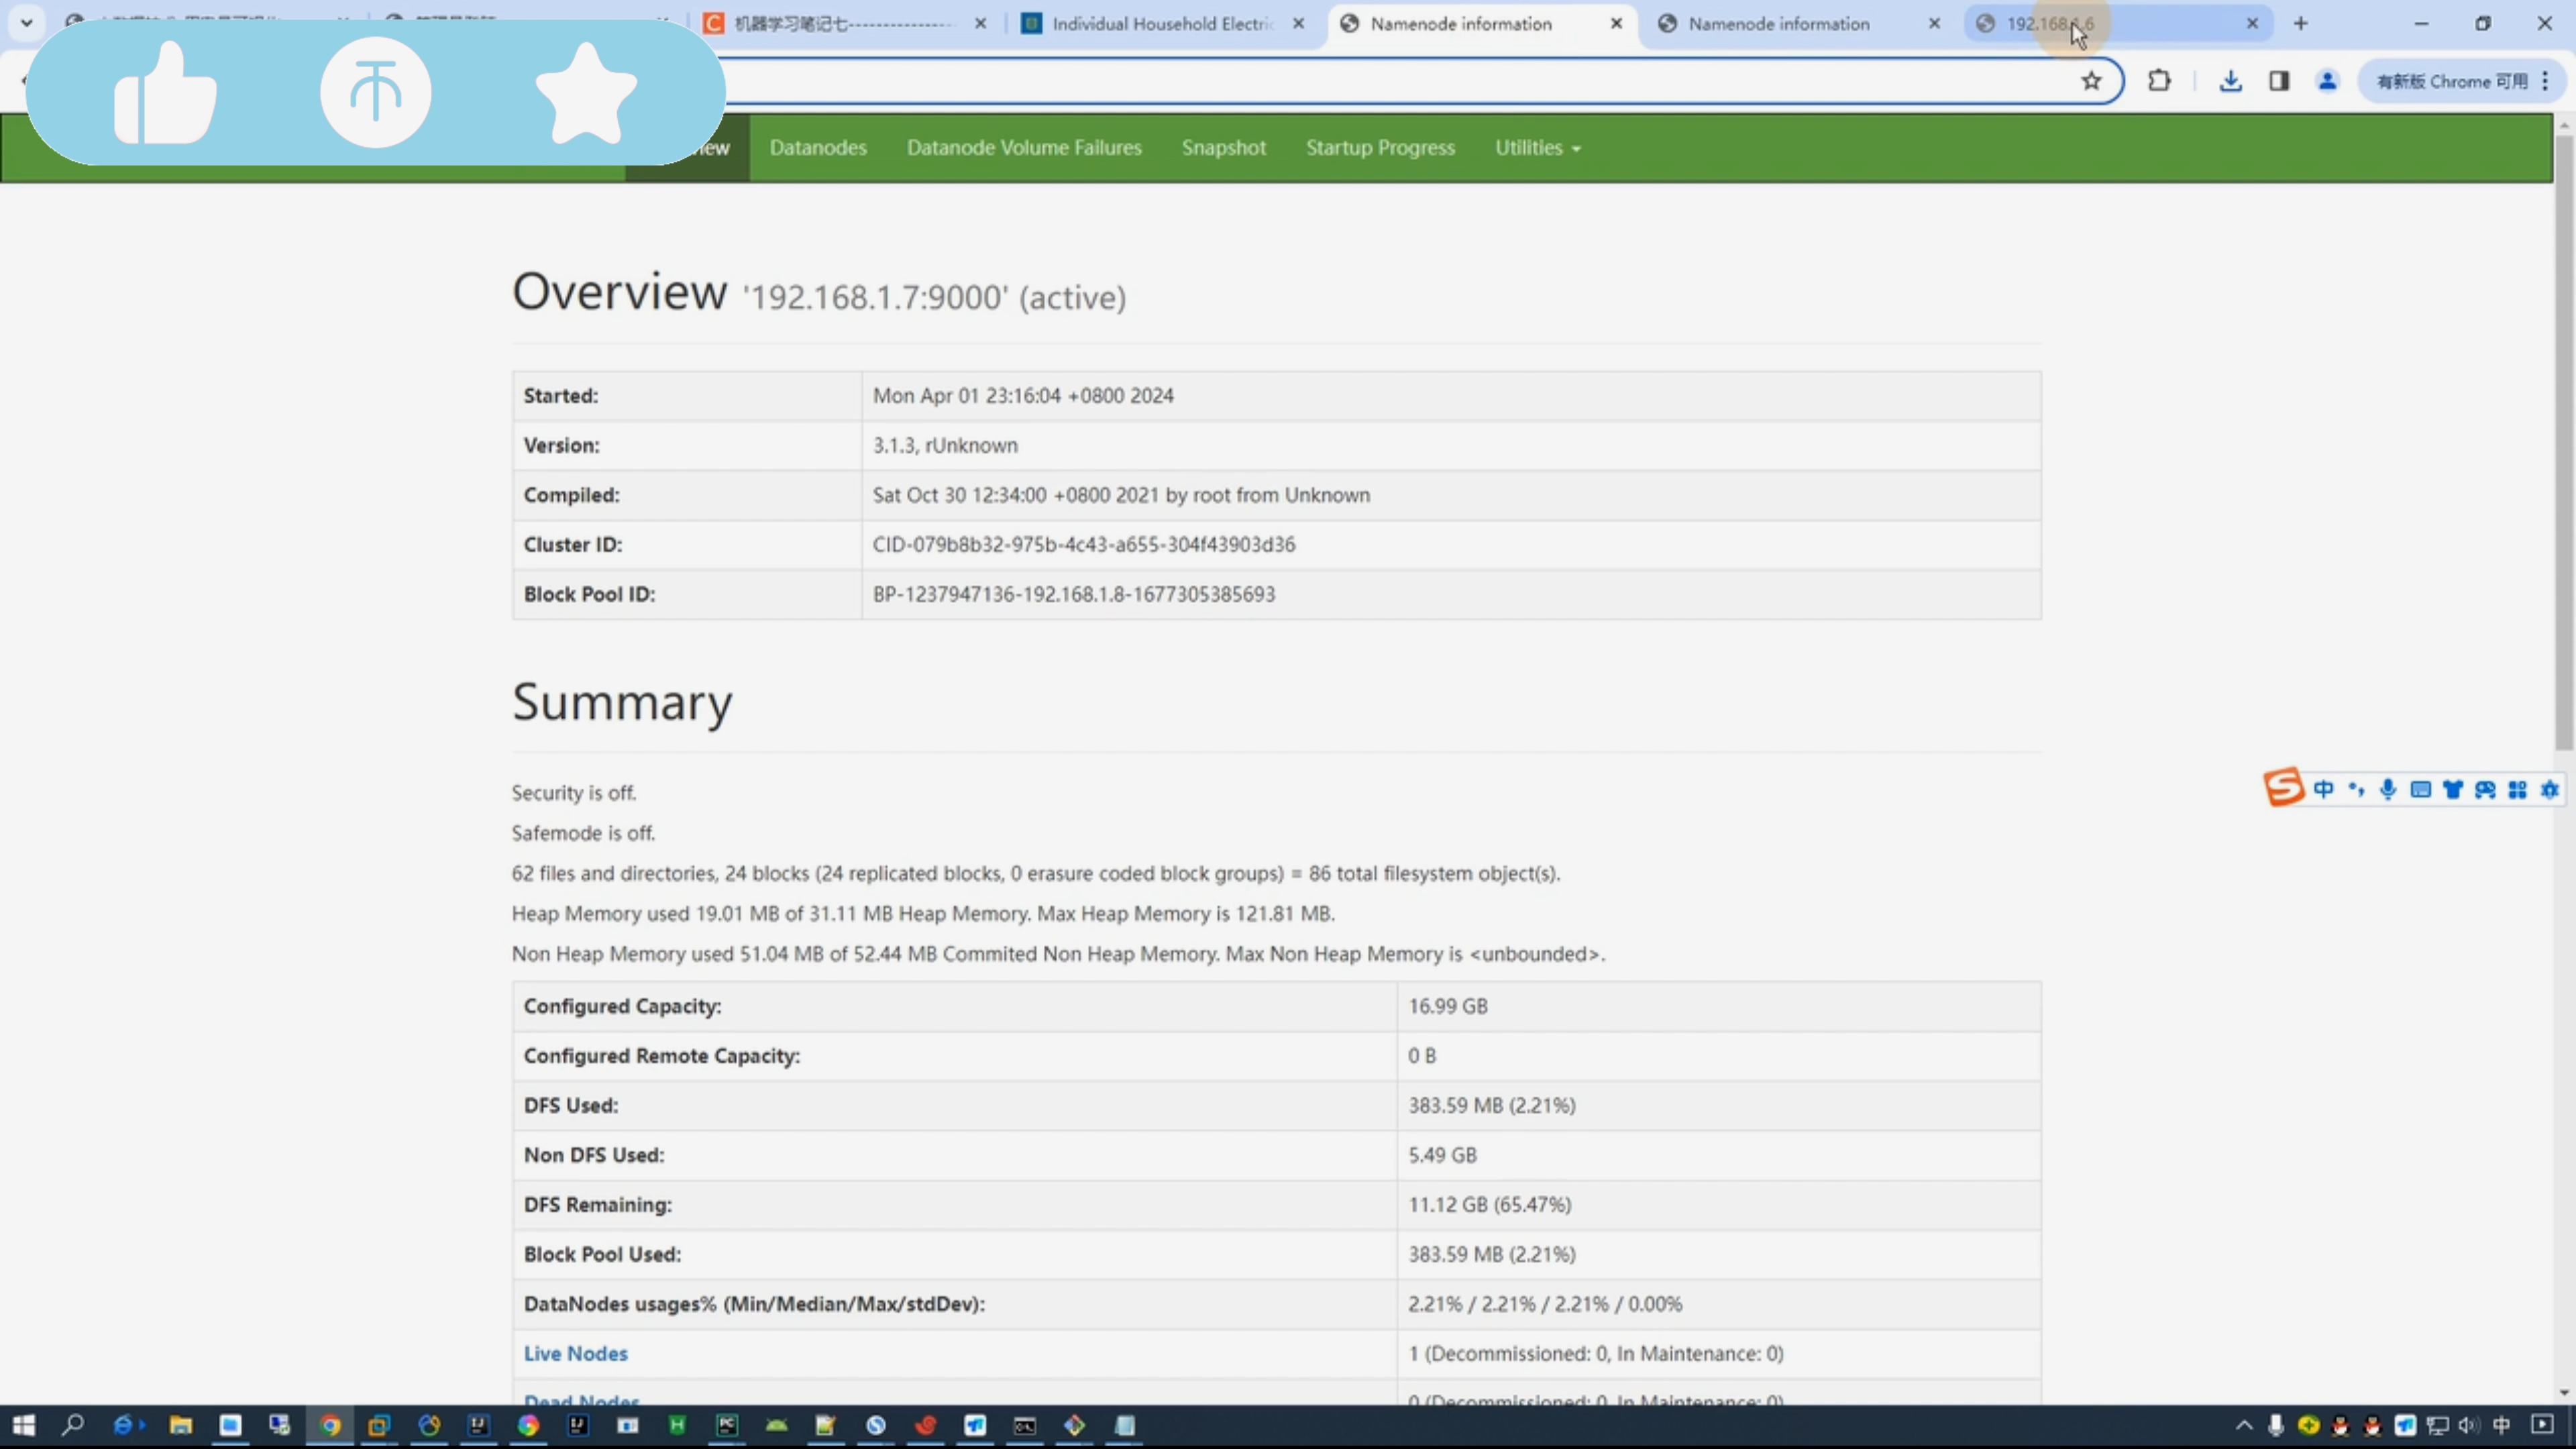 机器学习笔记七----------------
Individual Household Electric
Namenode information
Namenode information
192.168.1.6
有新版 Chrome 可用
Datanodes
Datanode Volume Failures
Snapshot
Startup Progress
Utilities
Overview '192.168.1.7:9000' (active)
Started: Mon Apr 01 23:16:04 +0800 2024
Version: 3.1.3, rUnknown
Compiled: Sat Oct 30 12:34:00 +0800 2021 by root from Unknown
Cluster ID: CID-079b8b32-975b-4c43-a655-304f43903d36
Block Pool ID: BP-1237947136-192.168.1.8-1677305385693
Summary
Security is off.
Safemode is off.
62 files and directories, 24 blocks (24 replicated blocks, 0 erasure coded block groups) = 86 total filesystem object(s).
Heap Memory used 19.01 MB of 31.11 MB Heap Memory. Max Heap Memory is 121.81 MB.
Non Heap Memory used 51.04 MB of 52.44 MB Commited Non Heap Memory. Max Non Heap Memory is <unbounded>.
Configured Capacity: 16.99 GB
Configured Remote Capacity: 0 B
DFS Used: 383.59 MB (2.21%)
Non DFS Used: 5.49 GB
DFS Remaining: 11.12 GB (65.47%)
Block Pool Used: 383.59 MB (2.21%)
DataNodes usages% (Min/Median/Max/stdDev): 2.21% / 2.21% / 2.21% / 0.00%
Live Nodes 1 (Decommissioned: 0, In Maintenance: 0)
Dead Nodes 0 (Decommissioned: 0, In Maintenance: 0)
中
中